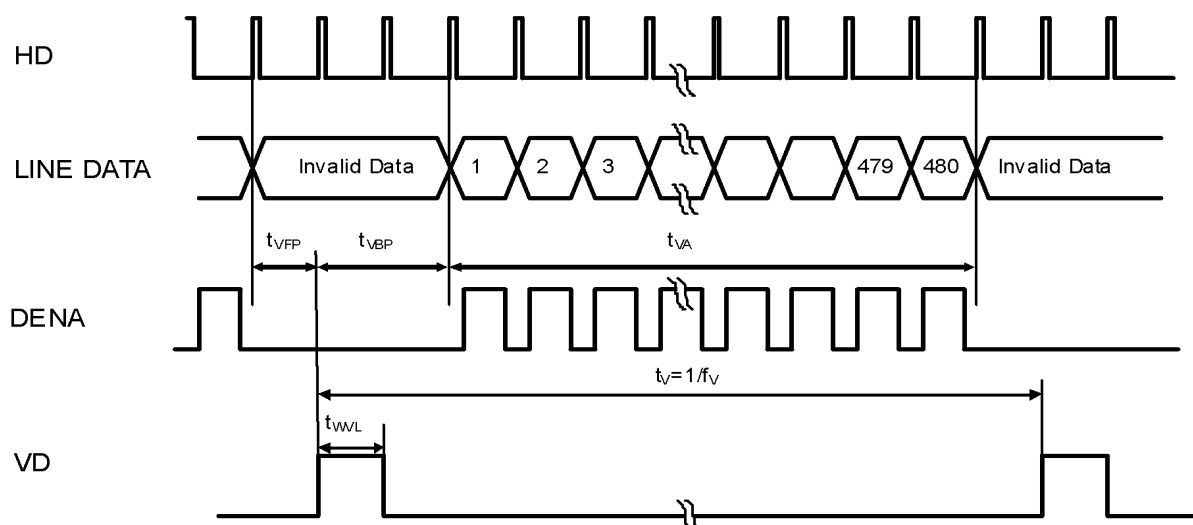 HD
LINE DATA
Invalid Data
1
2
3
479
480
Invalid Data
tVFP
tVBP
tVA
DENA
tV=1/fV
tWVL
VD